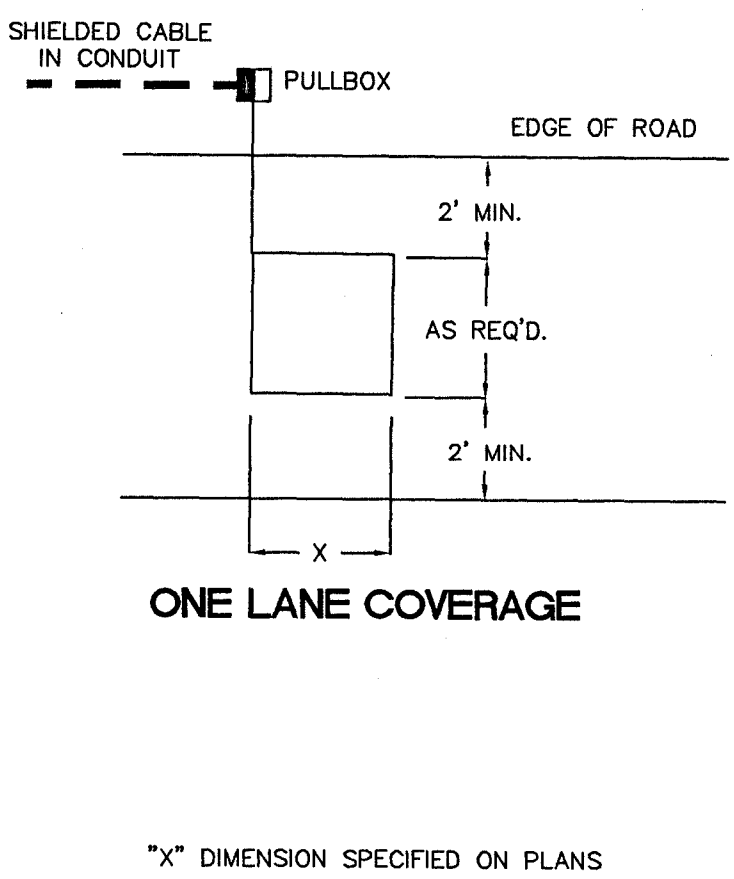 SHIELDED CABLE
IN CONDUIT
PULLBOX
EDGE OF ROAD
2' MIN.
AS REQ'D.
2' MIN.
X
ONE LANE COVERAGE
"X" DIMENSION SPECIFIED ON PLANS